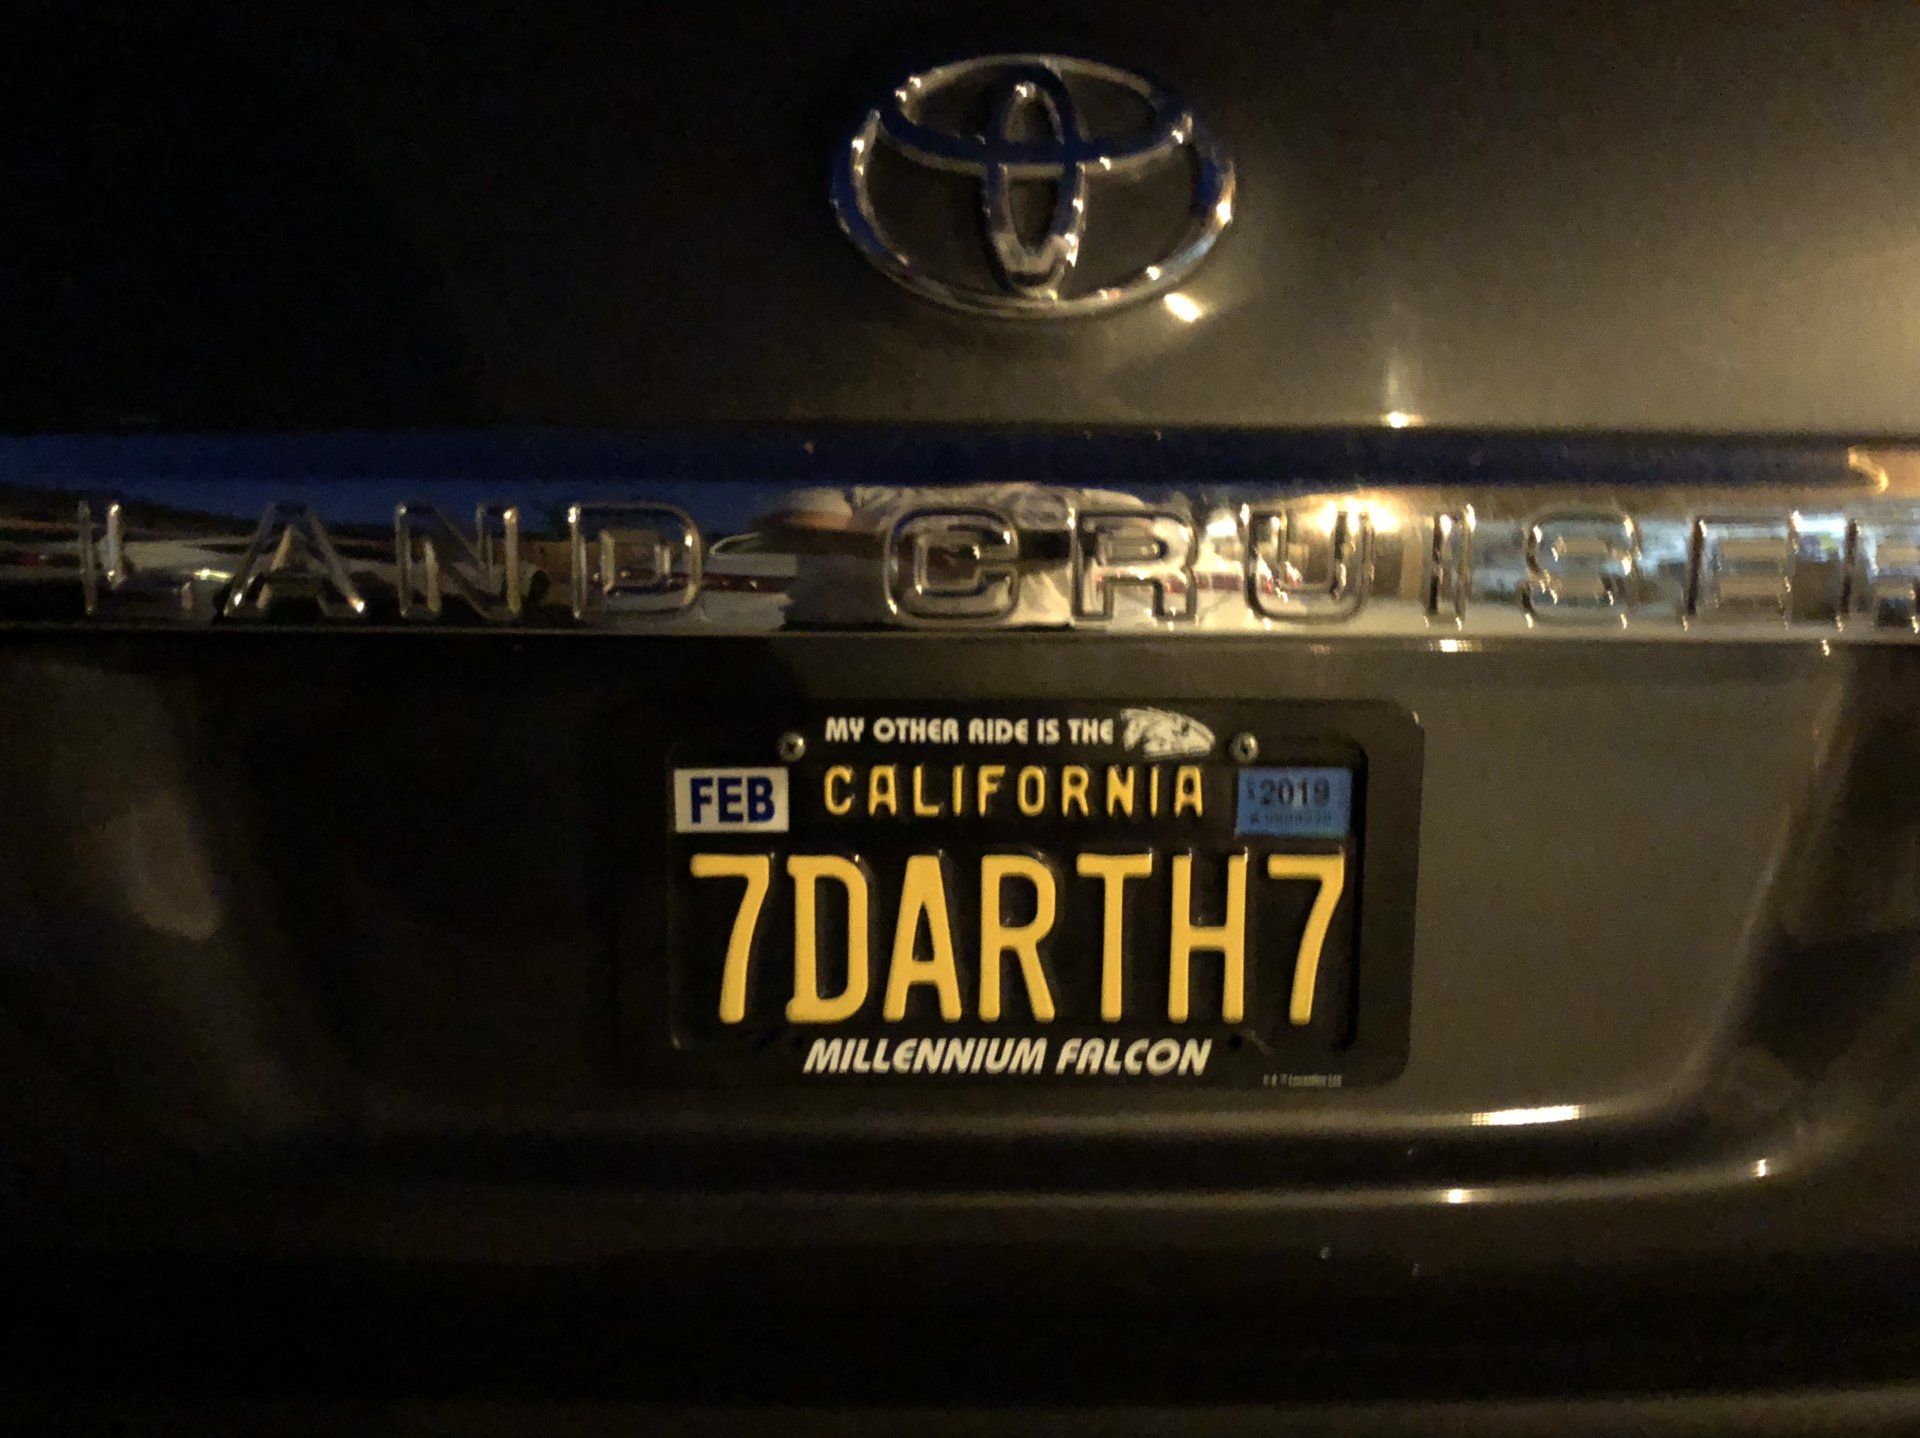 LAND CRUISER
MY OTHER RIDE IS THE
FEB CALIFORNIA 2019
7DARTH7
MILLENNIUM FALCON